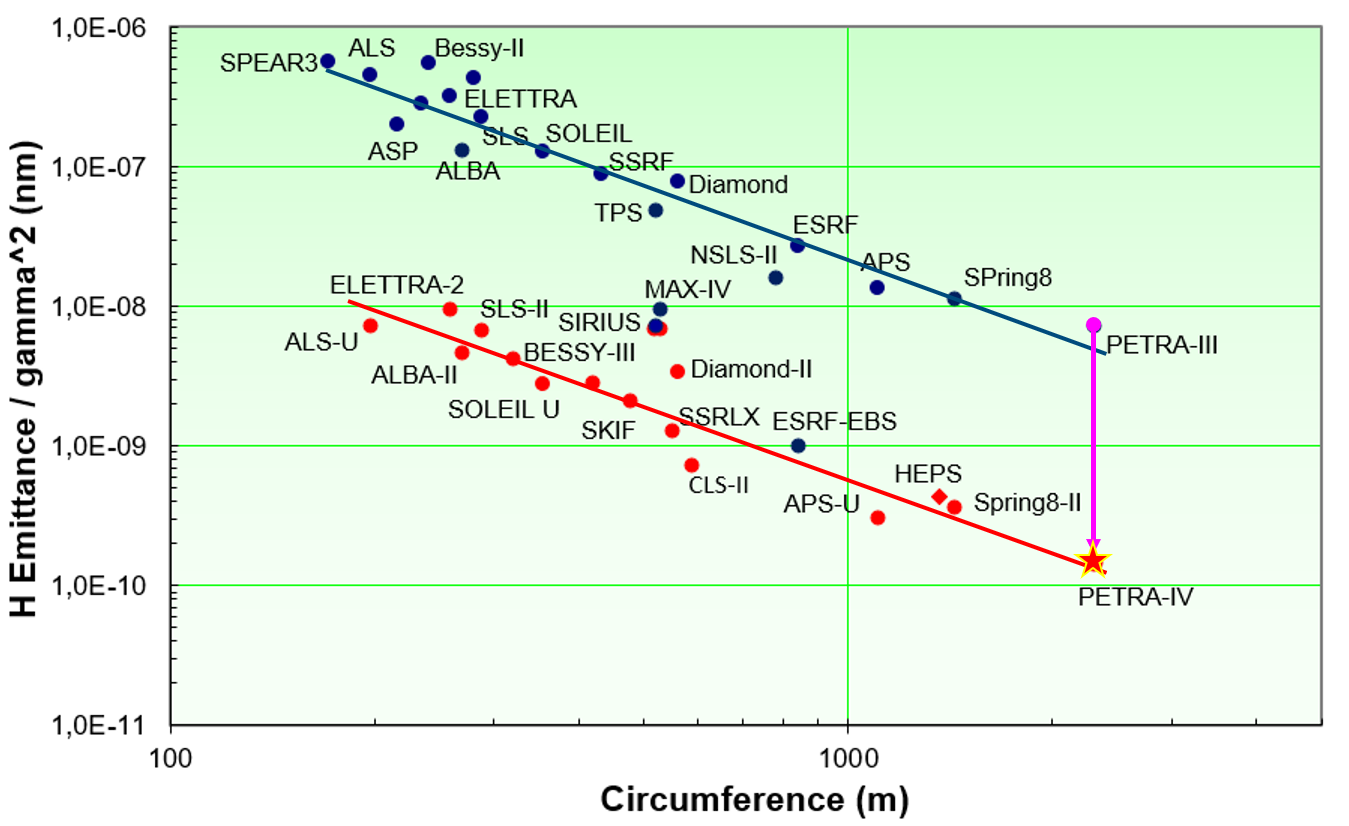 1,0E-06
1,0E-07
1,0E-08
1,0E-09
1,0E-10
1,0E-11
H Emittance / gamma^2 (nm)
SPEAR3
ALS
Bessy-II
ELETTRA
ASP
SLS
SOLEIL
ALBA
SSRF
Diamond
TPS
ESRF
NSLS-II
APS
SPring8
ELETTRA-2
MAX-IV
SLS-II
SIRIUS
ALS-U
BESSY-III
PETRA-III
ALBA-II
Diamond-II
SOLEIL U
SSRLX
ESRF-EBS
SKIF
HEPS
CLS-II
APS-U
Spring8-II
PETRA-IV
100
1000
Circumference (m)